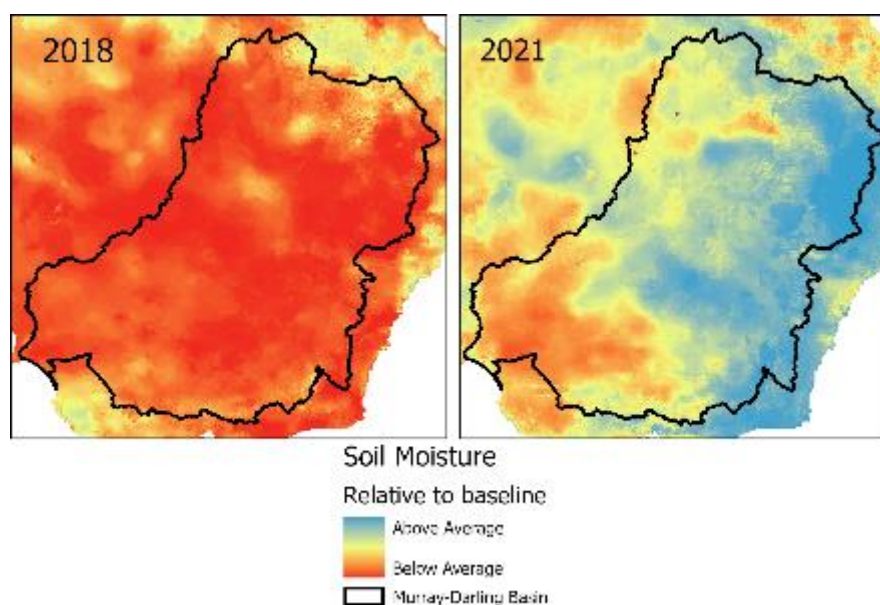 2018
2021
Soil Moisture
Relative to baseline
Above Average
Below Average
Murray-Darling Basin